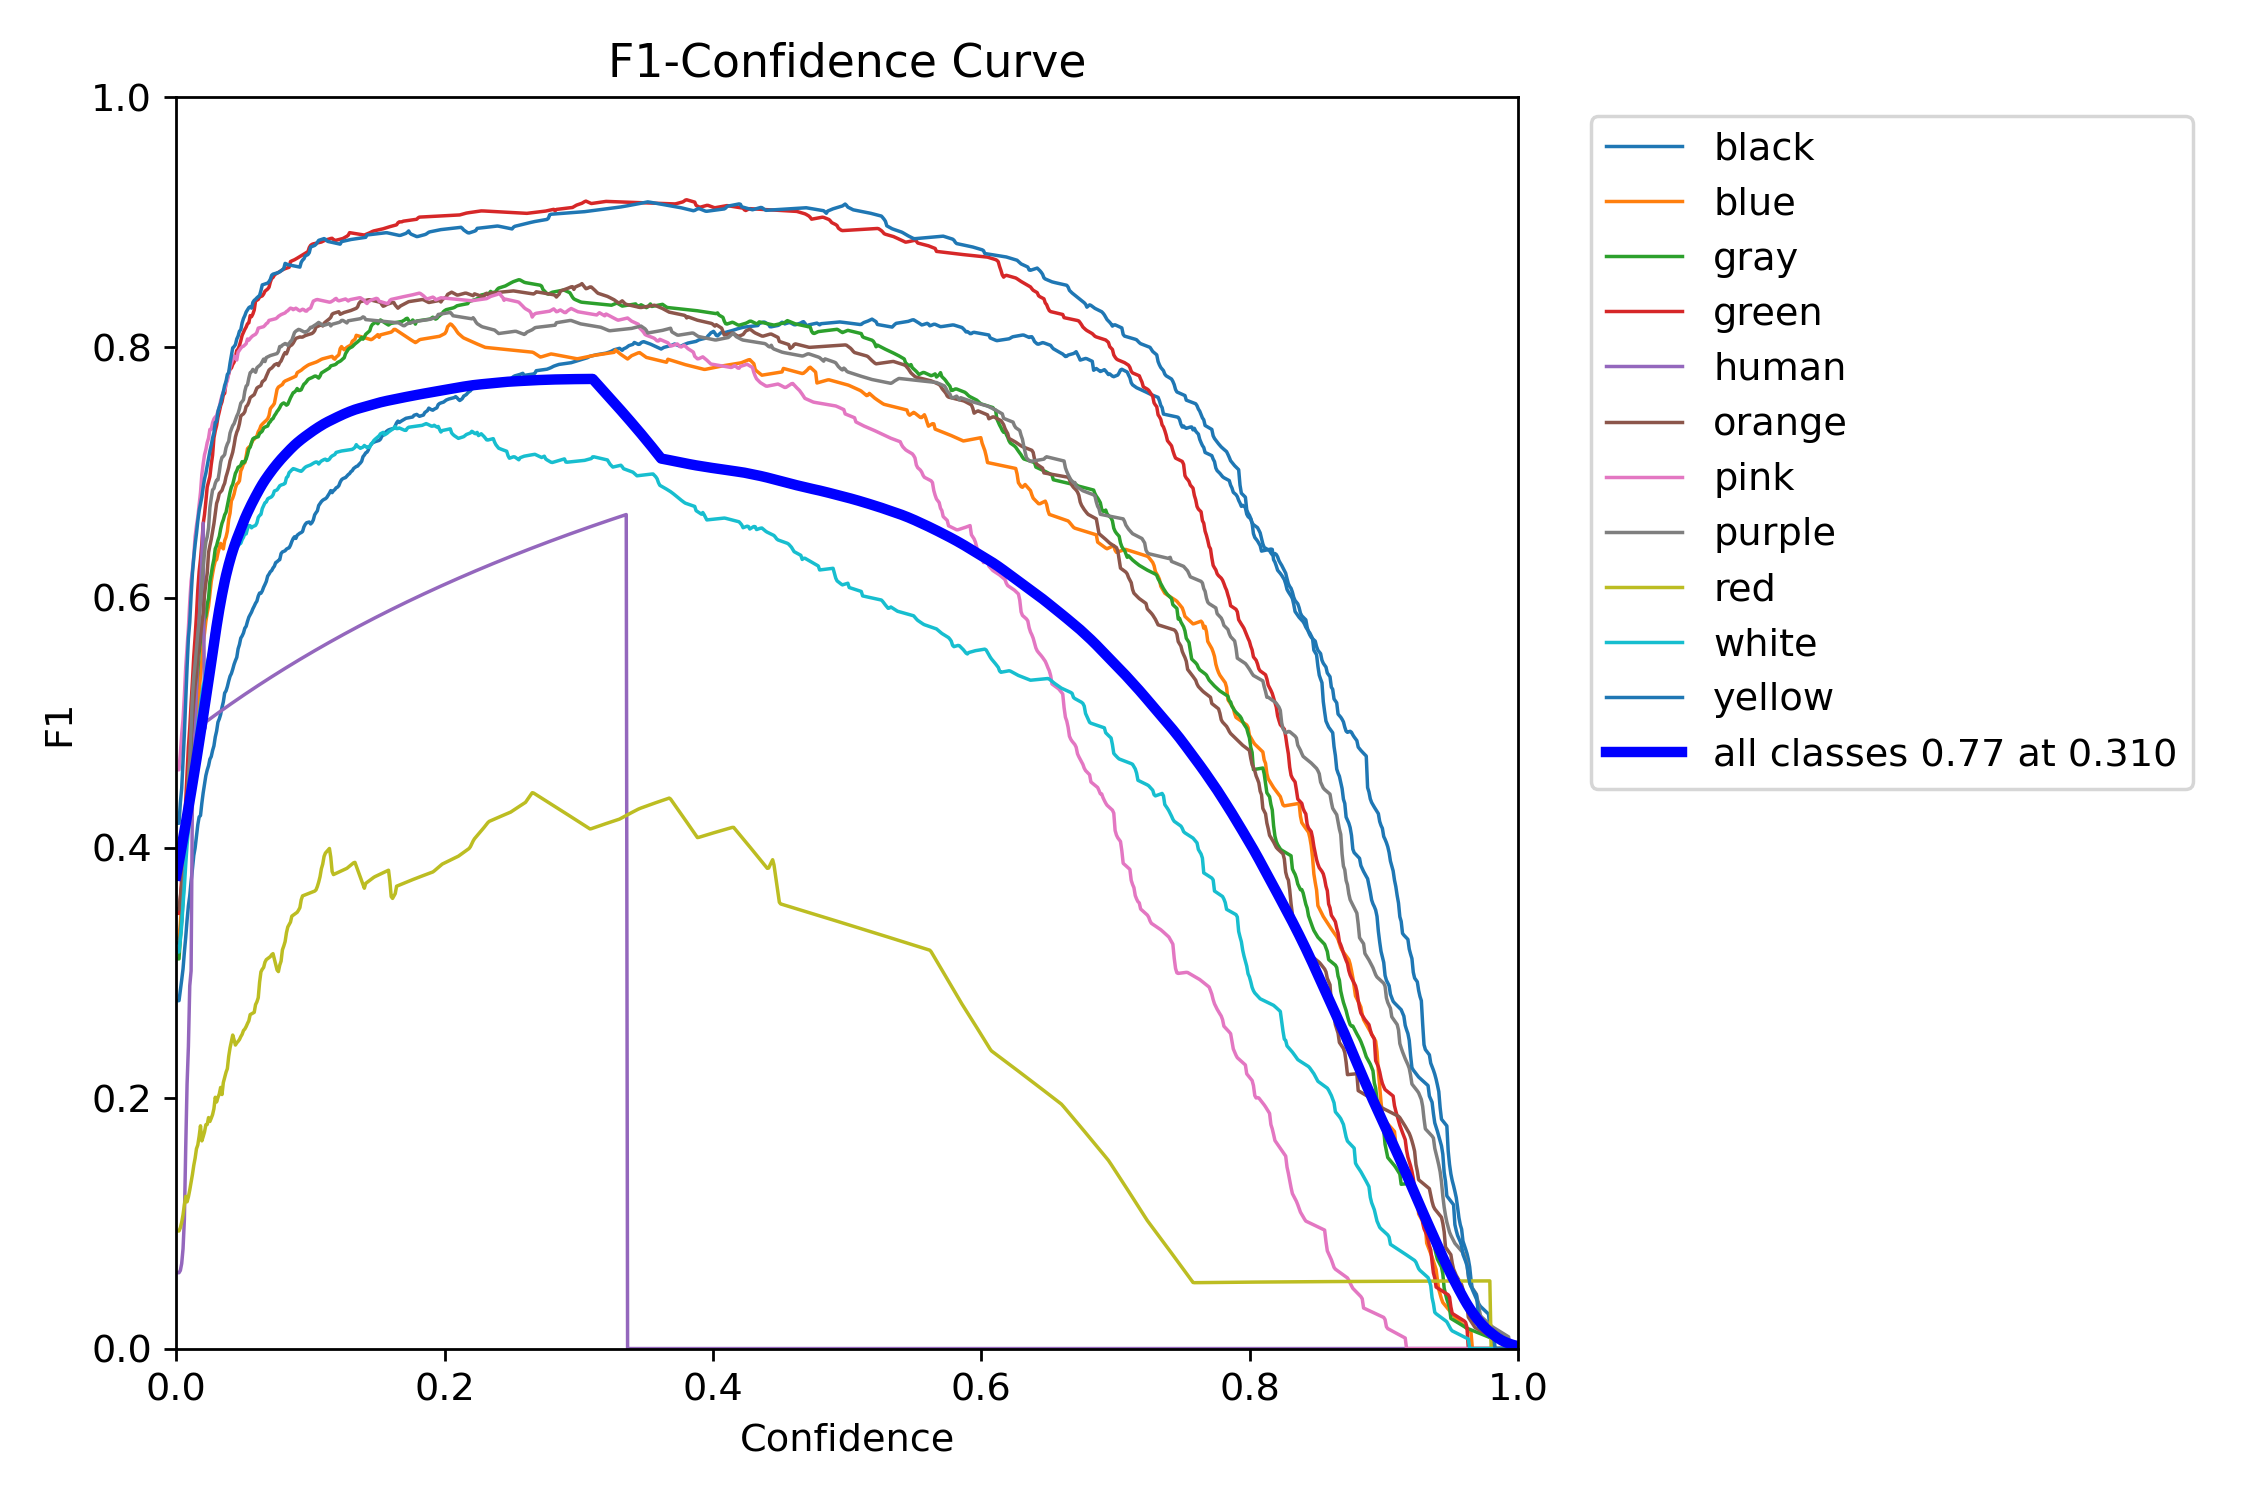 F1-Confidence Curve
1.0
0.8
0.6
0.4
0.2
0.0
F1
0.0 0.2 0.4 0.6 0.8 1.0
Confidence
black
blue
gray
green
human
orange
pink
purple
red
white
yellow
all classes 0.77 at 0.310